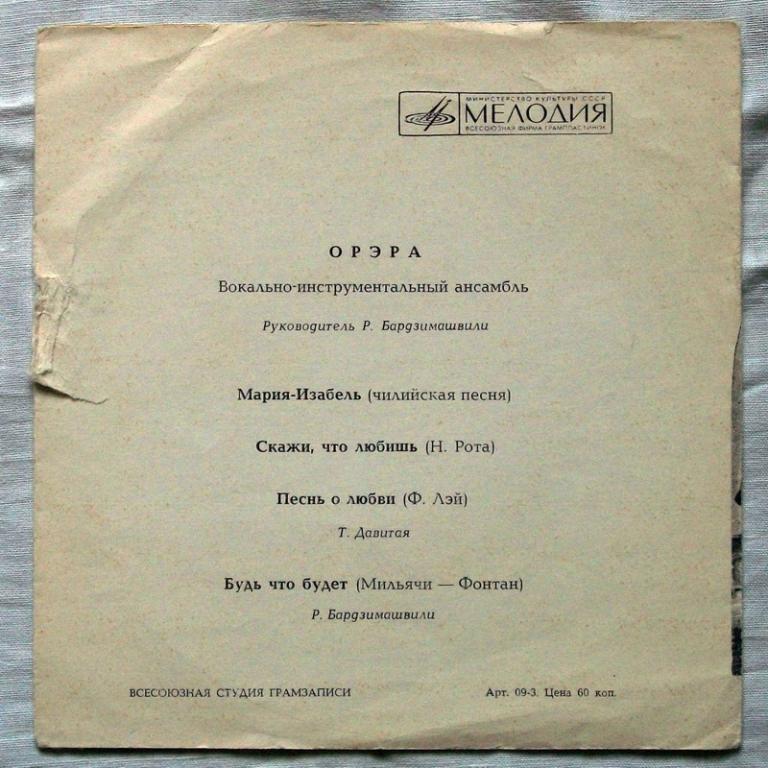 МИНИСТЕРСТВО КУЛЬТУРЫ СССР
МЕЛОДИЯ
ВСЕСОЮЗНАЯ ФИРМА ГРАМПЛАСТИНОК
ОРЭРА
Вокально-инструментальный ансамбль
Руководитель Р. Бардзимашвили
Мария-Изабель (чилийская песня)
Скажи, что любишь (Н. Рота)
Песнь о любви (Ф. Лэй)
Т. Давитая
Будь что будет (Мильячи — Фонтан)
Р. Бардзимашвили
ВСЕСОЮЗНАЯ СТУДИЯ ГРАМЗАПИСИ
Арт. 09-3. Цена 60 коп.